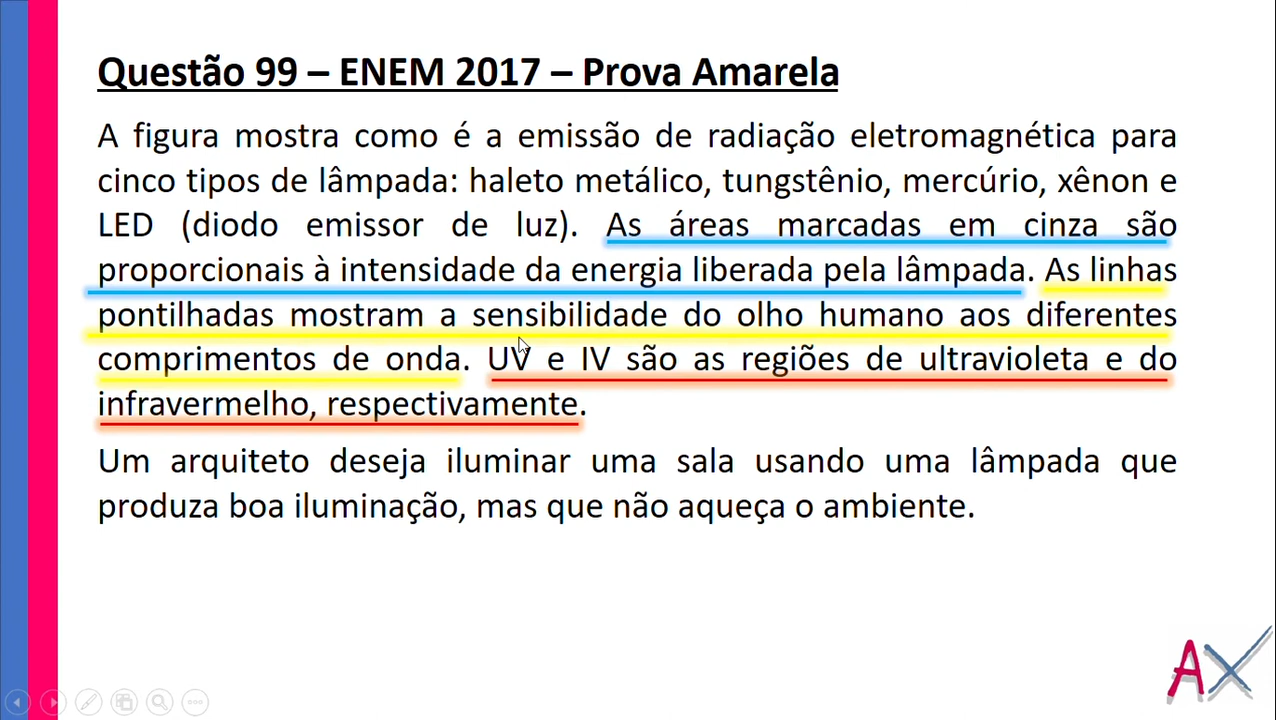 Questão 99 – ENEM 2017 – Prova Amarela
A figura mostra como é a emissão de radiação eletromagnética para
cinco tipos de lâmpada: haleto metálico, tungstênio, mercúrio, xênon e
LED (diodo emissor de luz). As áreas marcadas em cinza são
proporcionais à intensidade da energia liberada pela lâmpada. As linhas
pontilhadas mostram a sensibilidade do olho humano aos diferentes
comprimentos de onda. UV e IV são as regiões de ultravioleta e do
infravermelho, respectivamente.
Um arquiteto deseja iluminar uma sala usando uma lâmpada que
produza boa iluminação, mas que não aqueça o ambiente.
AX